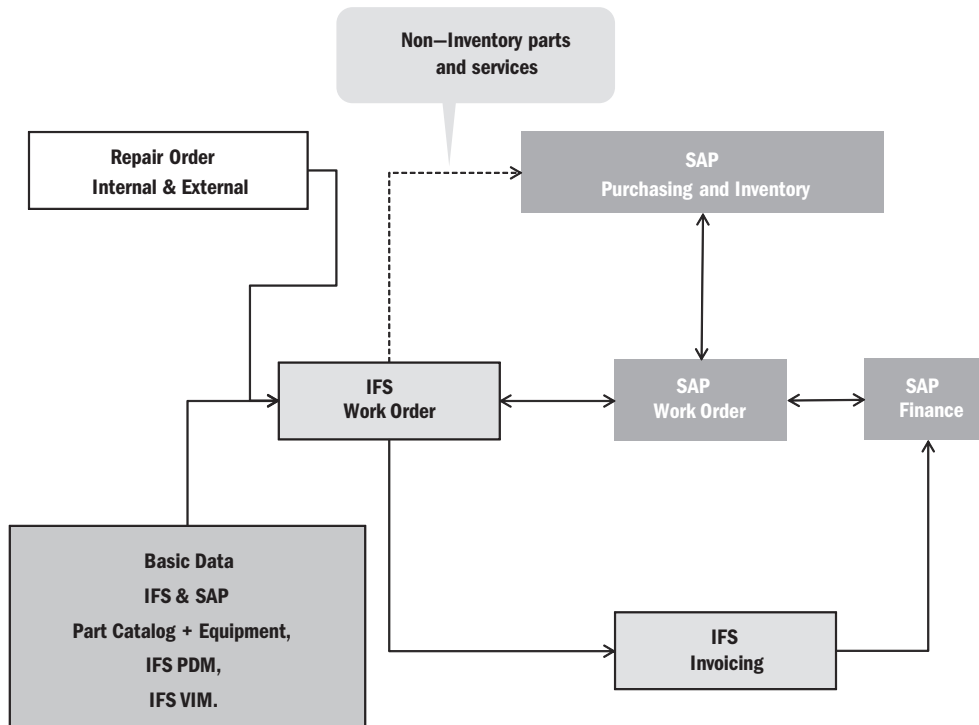 Non—Inventory parts
and services
Repair Order
Internal & External
SAP
Purchasing and Inventory
IFS
Work Order
SAP
Work Order
SAP
Finance
Basic Data
IFS & SAP
Part Catalog + Equipment,
IFS PDM,
IFS VIM.
IFS
Invoicing